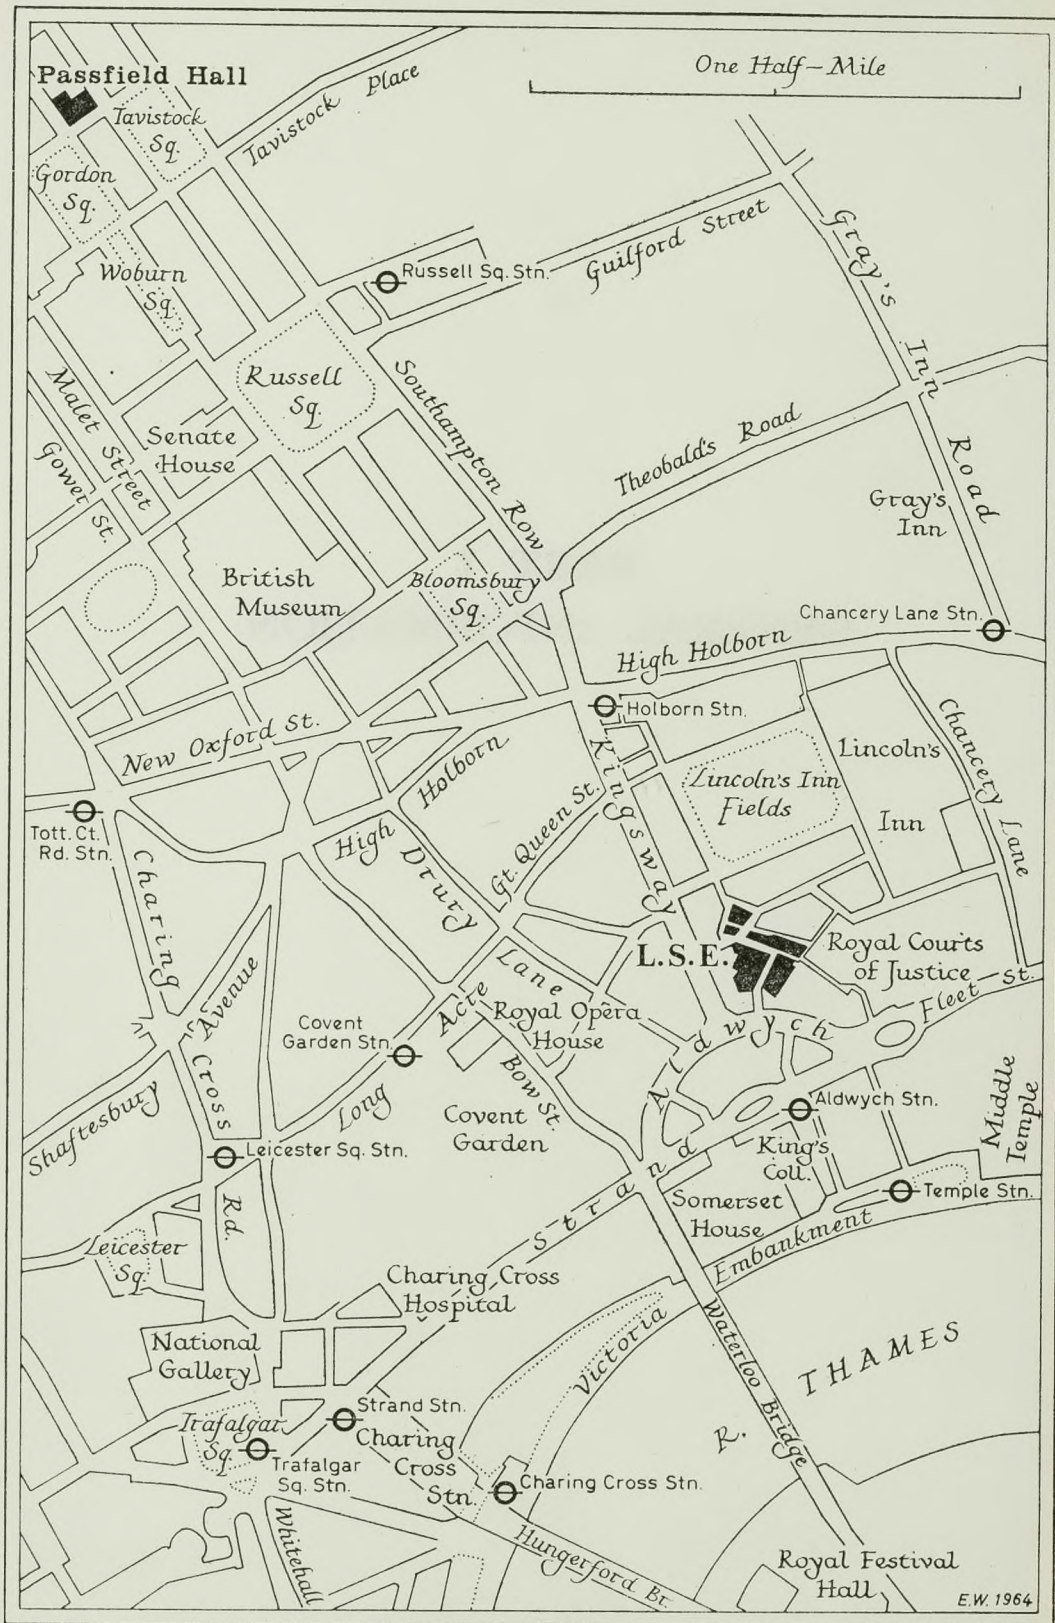 One Half-Mile
Passfield Hall
Tavistock
Sq.
Tavistock Place
Gordon
Sq.
Woburn
Sq.
Russell Sq. Stn.
Guilford Street
Gray's Inn Road
Malet Street
Gower St.
Russell
Sq.
Southampton Row
Senate
House
Theobald's Road
Gray's
Inn
British
Museum
Bloomsbury
Sq.
Chancery Lane Stn.
High Holborn
Holborn Stn.
New Oxford St.
Kingsway
Lincoln's
Inn
Chancery Lane
Lincoln's Inn
Fields
Tott. Ct.
Rd. Stn.
High Holborn
Gt. Queen St.
Drury Lane
Charing Cross Rd.
L.S.E.
Royal Courts
of Justice
Fleet St.
Shaftesbury Avenue
Covent
Garden Stn.
Long Acre
Royal Opera
House
Aldwych
Bow St.
Covent
Garden
Aldwych Stn.
Middle
Temple
King's
Coll.
Leicester Sq. Stn.
Strand
Somerset
House
Temple Stn.
Leicester
Sq.
Charing Cross
Hospital
Victoria Embankment
National
Gallery
Waterloo Bridge
R. THAMES
Strand Stn.
Trafalgar
Sq.
Trafalgar
Sq. Stn.
Charing
Cross
Stn.
Charing Cross Stn.
Whitehall
Hungerford Br.
Royal Festival
Hall
E.W. 1964